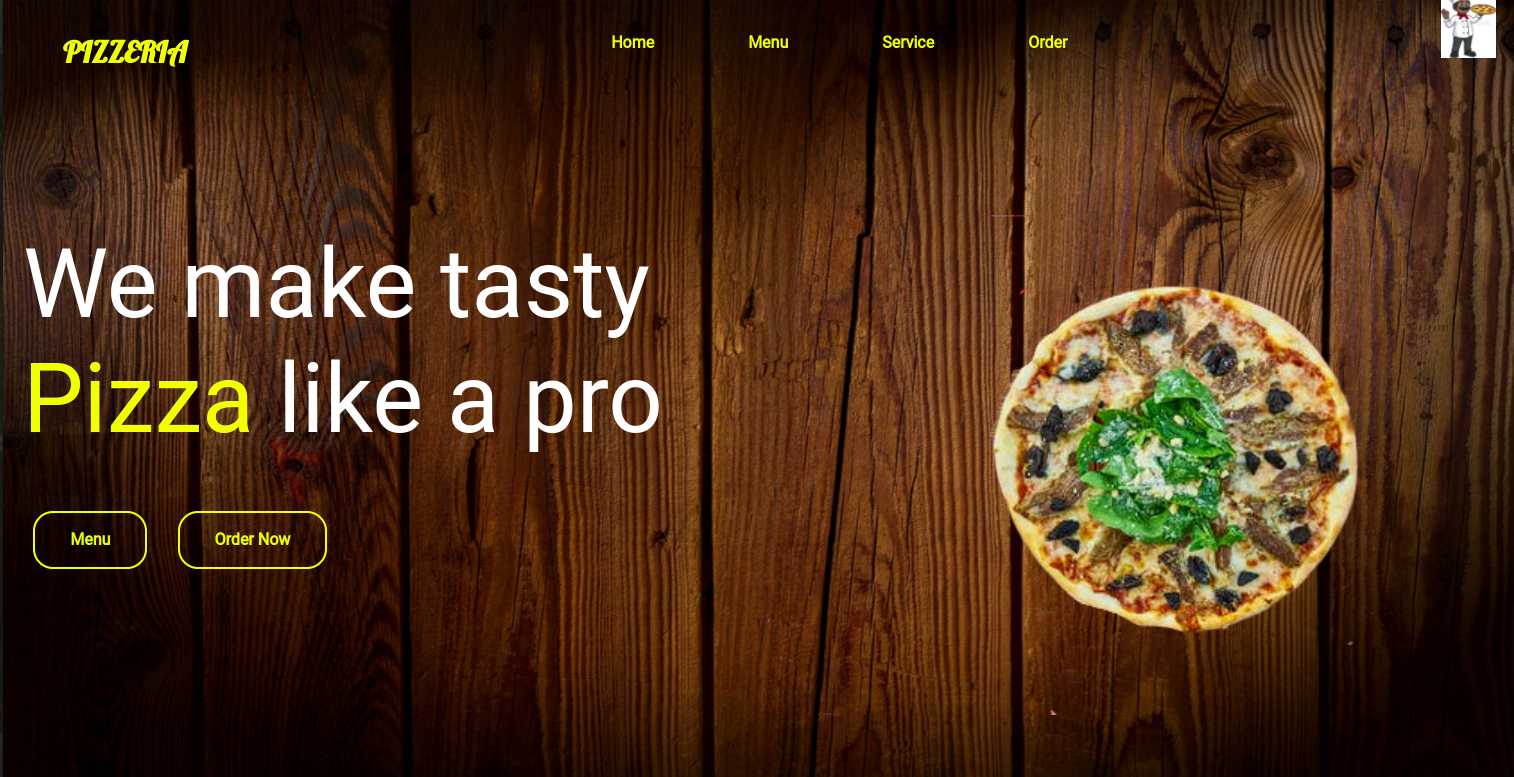 PIZZERIA
Home
Menu
Service
Order
We make tasty
Pizza like a pro
Menu
Order Now